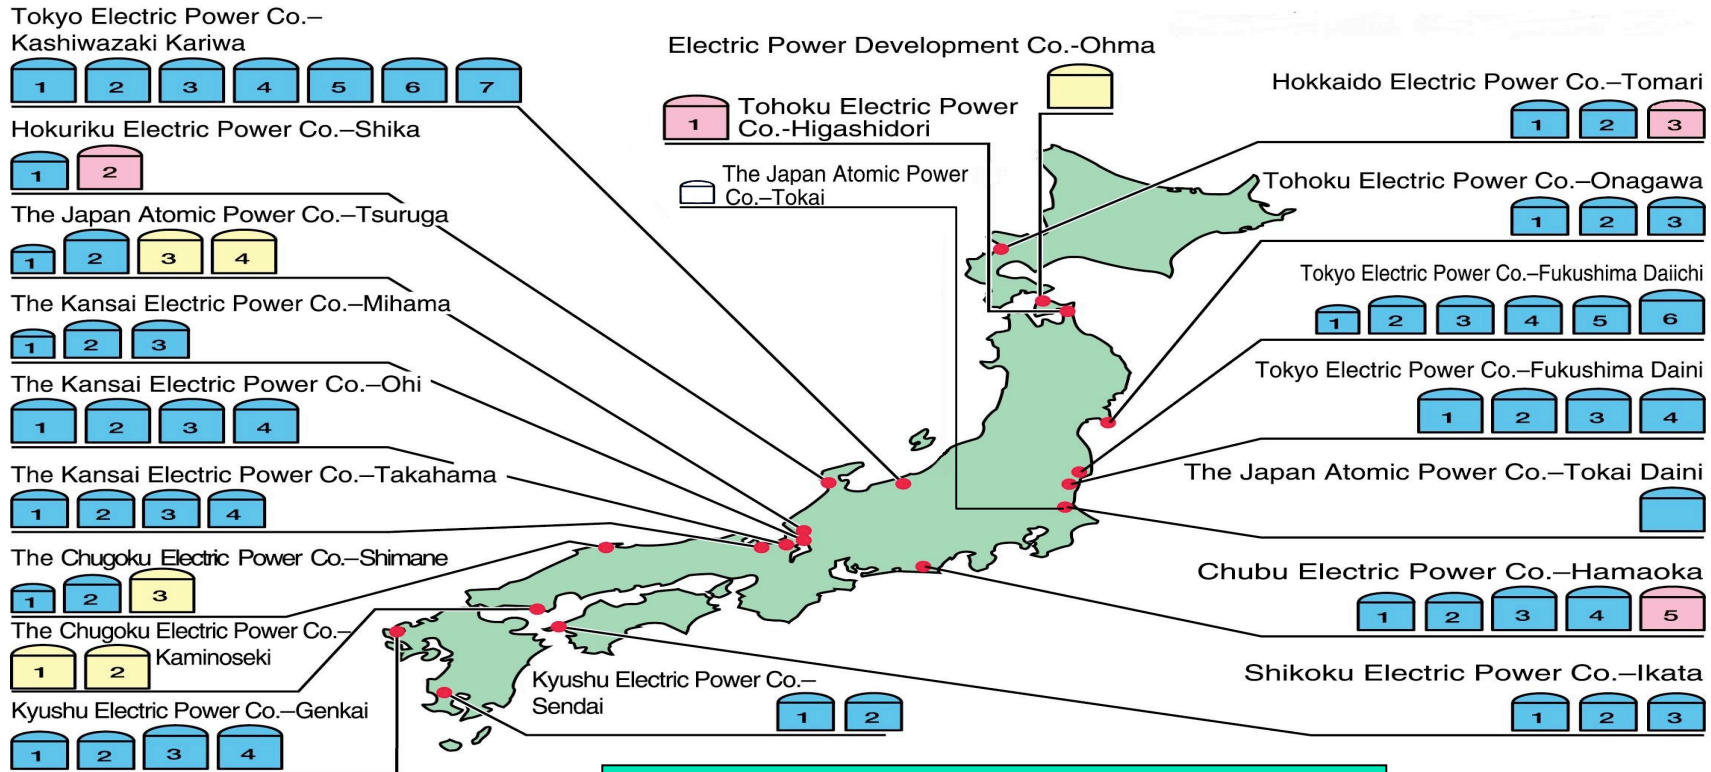 Tokyo Electric Power Co.–
Kashiwazaki Kariwa
1 2 3 4 5 6 7
Hokuriku Electric Power Co.–Shika
1 2
The Japan Atomic Power Co.–Tsuruga
1 2 3 4
The Kansai Electric Power Co.–Mihama
1 2 3
The Kansai Electric Power Co.–Ohi
1 2 3 4
The Kansai Electric Power Co.–Takahama
1 2 3 4
The Chugoku Electric Power Co.–Shimane
1 2 3
The Chugoku Electric Power Co.–
Kaminoseki
1 2
Kyushu Electric Power Co.–Genkai
1 2 3 4
Electric Power Development Co.-Ohma
1 Tohoku Electric Power
Co.-Higashidori
The Japan Atomic Power
Co.–Tokai
Kyushu Electric Power Co.–
Sendai
1 2
Hokkaido Electric Power Co.–Tomari
1 2 3
Tohoku Electric Power Co.–Onagawa
1 2 3
Tokyo Electric Power Co.–Fukushima Daiichi
1 2 3 4 5 6
Tokyo Electric Power Co.–Fukushima Daini
1 2 3 4
The Japan Atomic Power Co.–Tokai Daini
Chubu Electric Power Co.–Hamaoka
1 2 3 4 5
Shikoku Electric Power Co.–Ikata
1 2 3